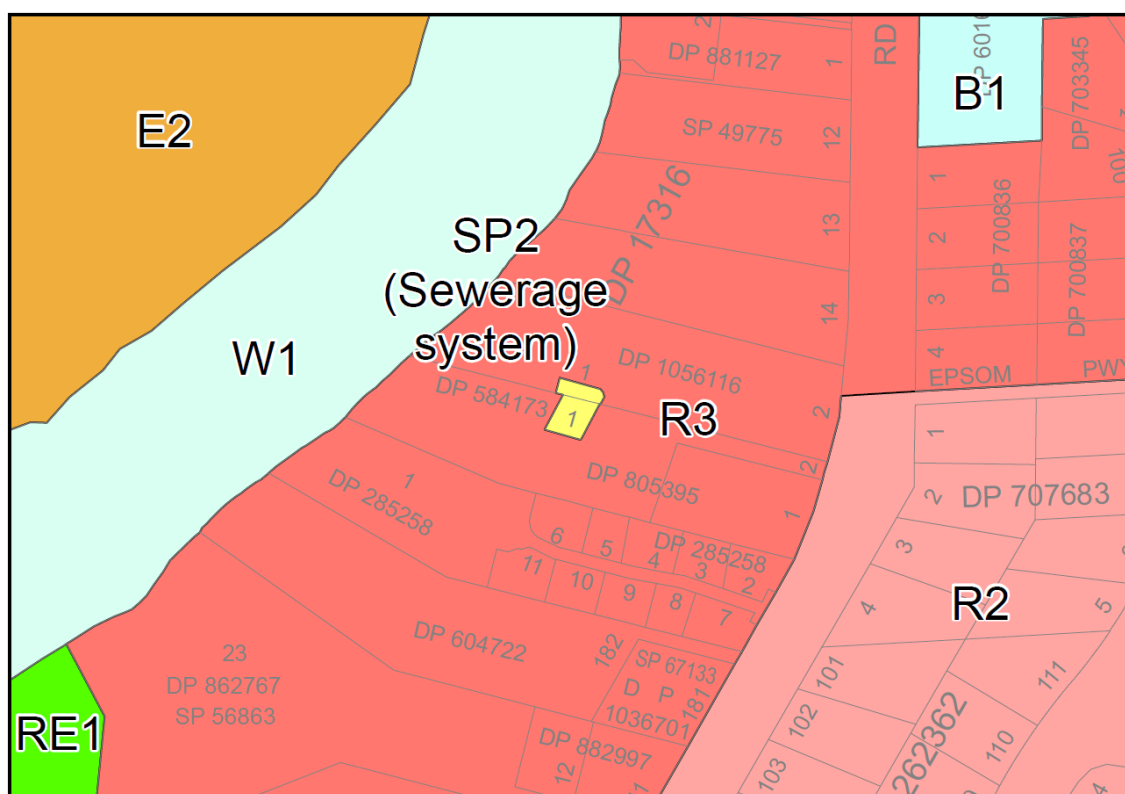 E2
W1
SP2
(Sewerage
system)
R3
B1
R2
RE1
2
DP 881127
1
RD
DP 703345
SP 49775
12
100
DP 17316
13
1
DP 700836
2
DP 700837
3
14
4
EPSOM
PWY
1
DP 1056116
2
DP 584173
1
2
DP 805395
1
1
DP 285258
6
5
4
DP 285258
3
2
11
10
9
8
7
DP 604722
182
SP 67133
D P
181
1036701
23
DP 862767
SP 56863
DP 882997
12
1
2
DP 707683
3
4
5
101
102
103
111
110
262362